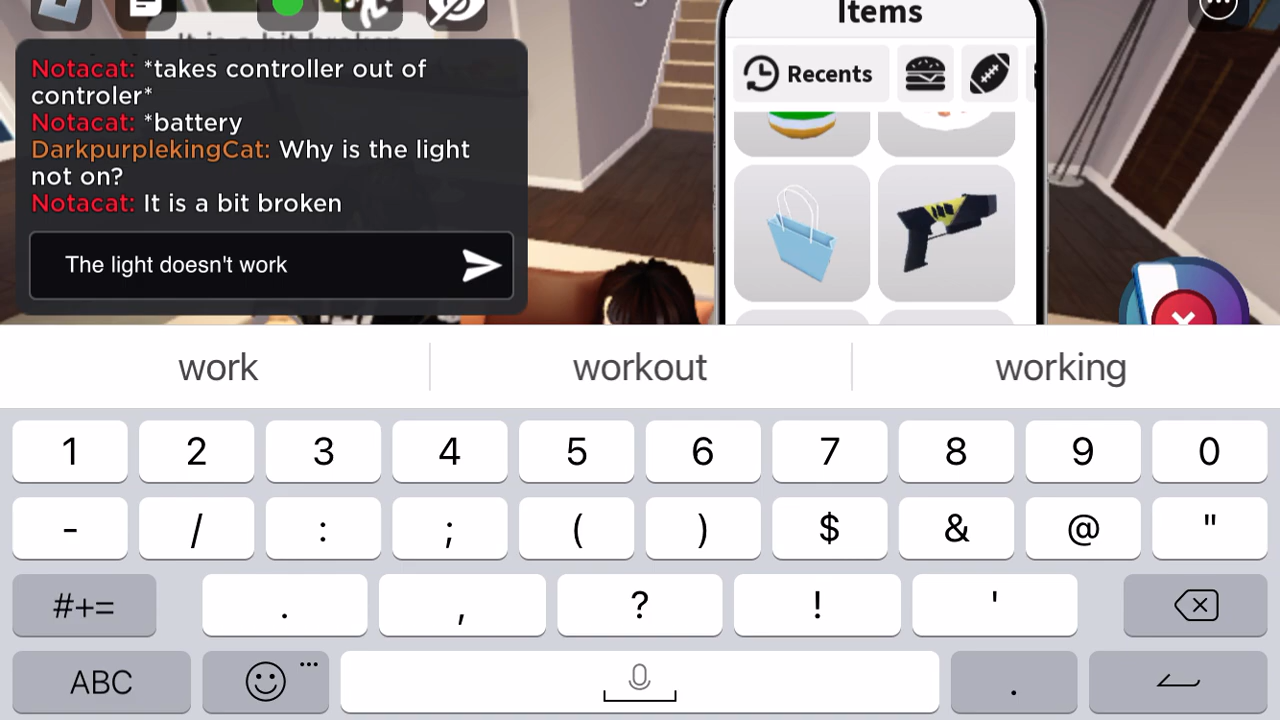 Items
Recents
Notacat: *takes controller out of
controler*
Notacat: *battery
DarkpurplekingCat: Why is the light
not on?
Notacat: It is a bit broken
The light doesn't work
work workout working
1 2 3 4 5 6 7 8 9 0
- / : ; ( ) $ & @ "
#+= . , ? ! '
ABC .